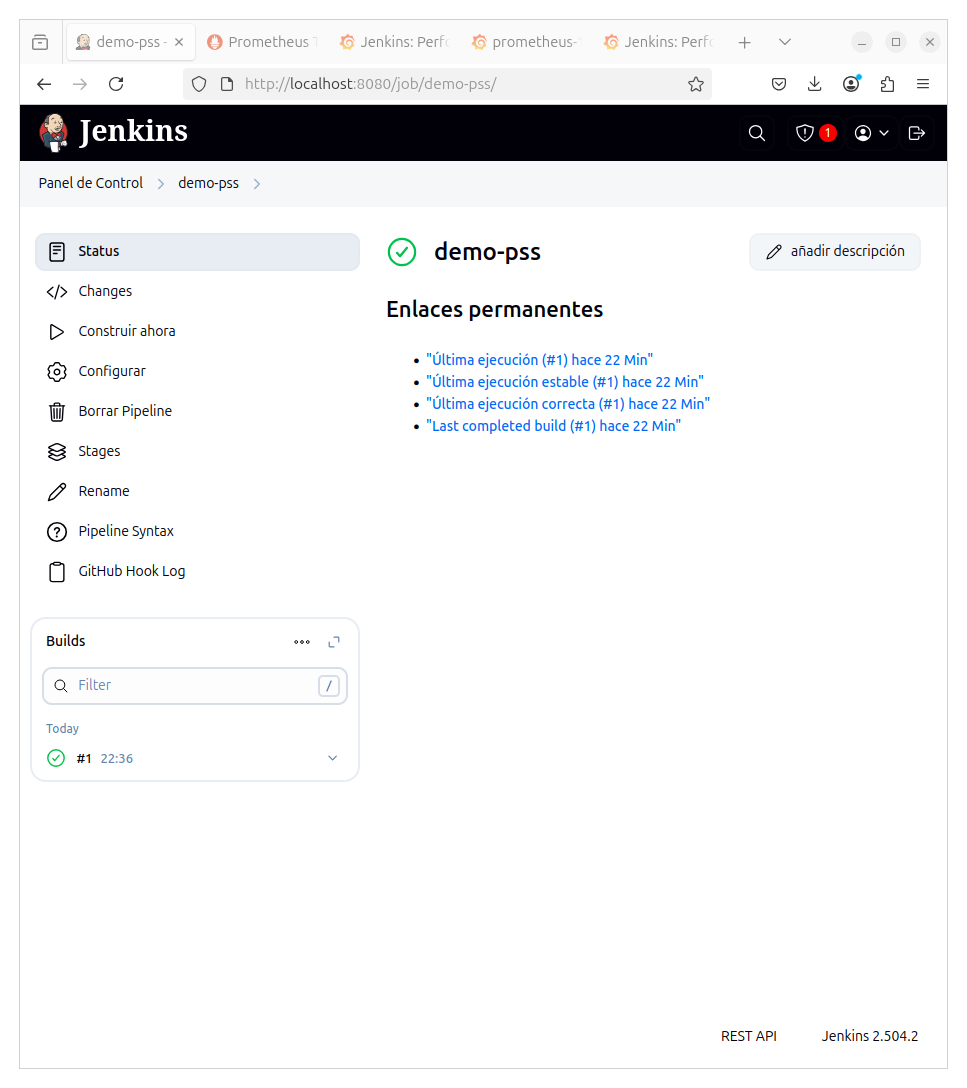 demo-pss -
Prometheus T
Jenkins: Perfo
prometheus-
Jenkins: Perfo
http://localhost:8080/job/demo-pss/
Jenkins
1
Panel de Control
demo-pss
Status
Changes
Construir ahora
Configurar
Borrar Pipeline
Stages
Rename
Pipeline Syntax
GitHub Hook Log
Builds
Filter
/
Today
#1 22:36
demo-pss
añadir descripción
Enlaces permanentes
"Última ejecución (#1) hace 22 Min"
"Última ejecución estable (#1) hace 22 Min"
"Última ejecución correcta (#1) hace 22 Min"
"Last completed build (#1) hace 22 Min"
REST API
Jenkins 2.504.2